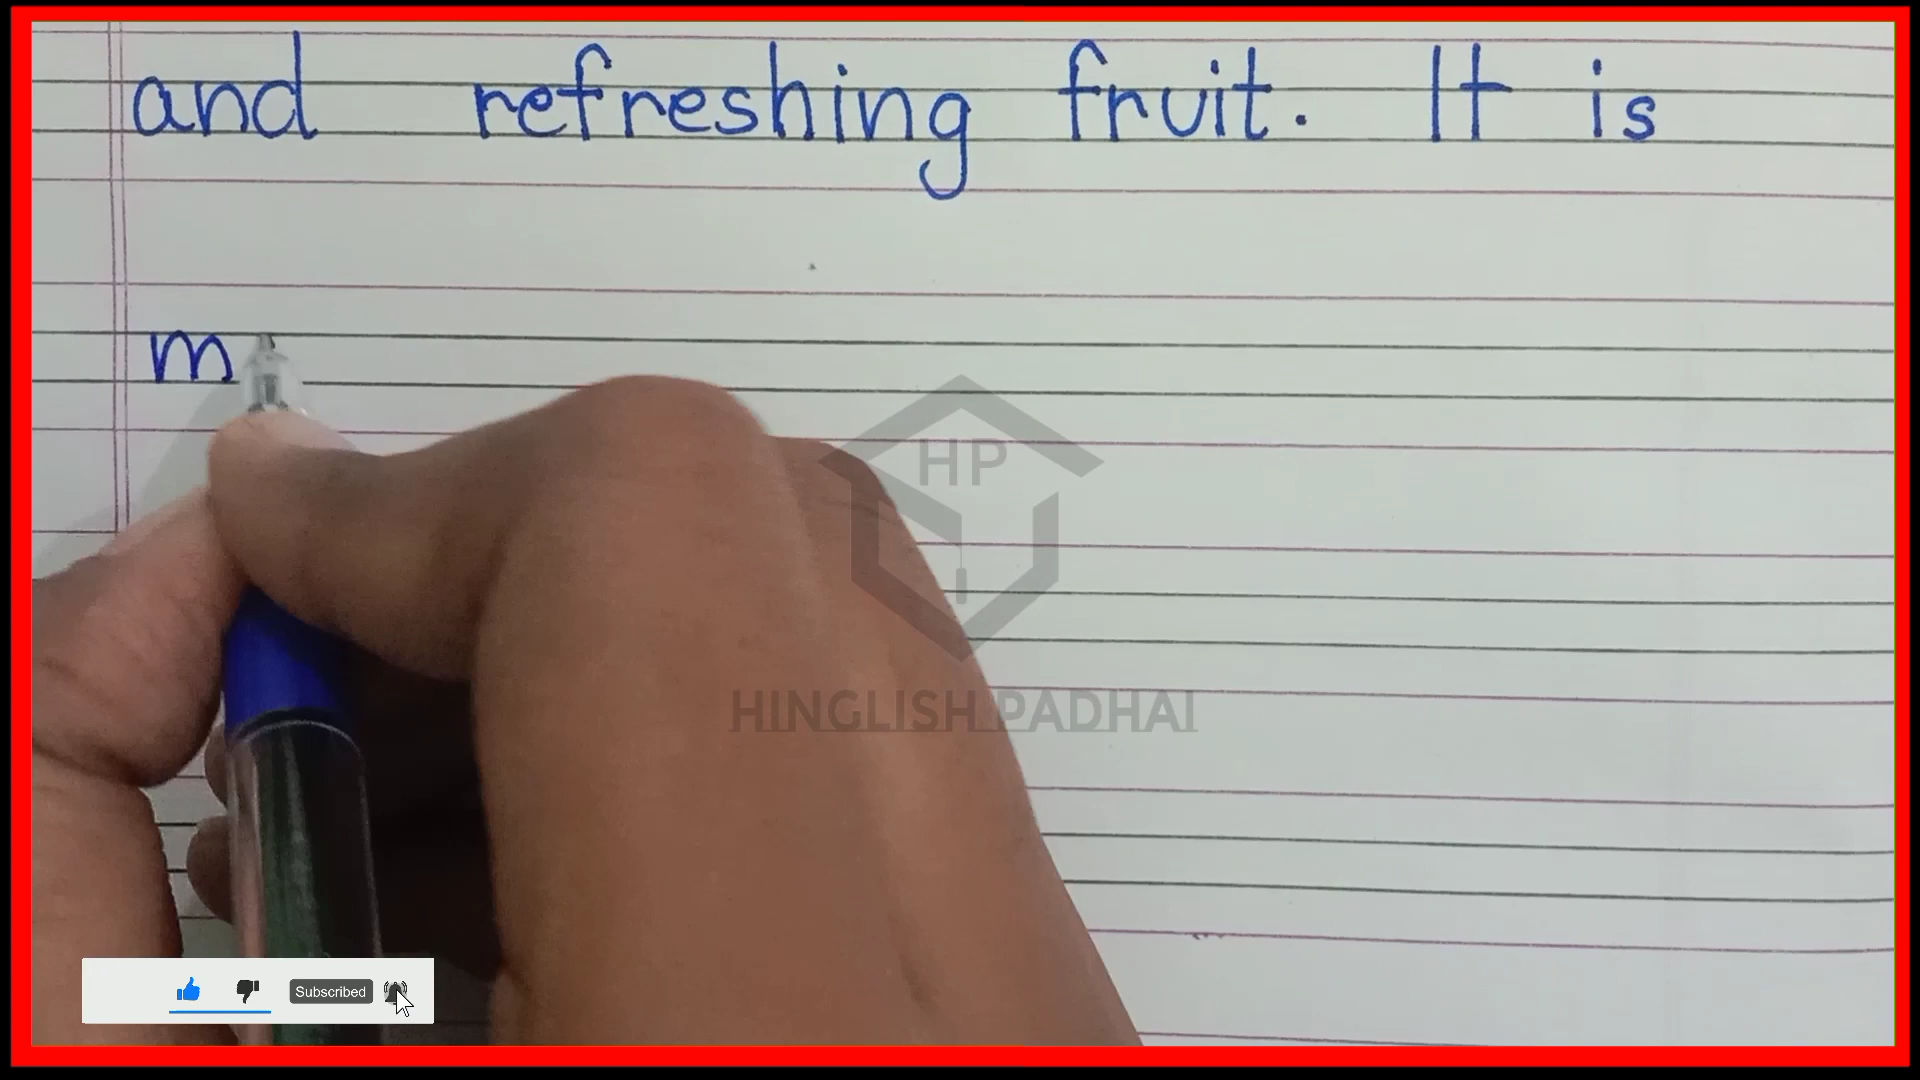 and refreshing fruit. It is
m
HP
I
HINGLISH PADHAI
Subscribed